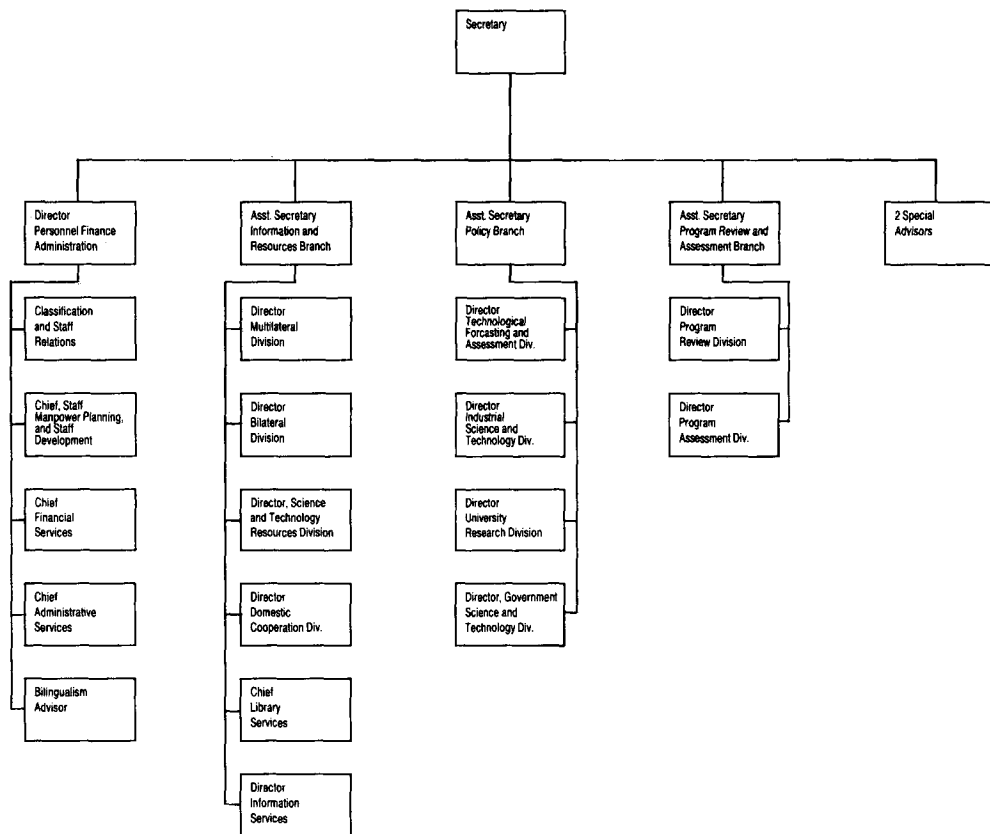 Secretary
Director
Personnel Finance
Administration
Asst. Secretary
Information and
Resources Branch
Asst. Secretary
Policy Branch
Asst. Secretary
Program Review and
Assessment Branch
2 Special
Advisors
Classification
and Staff
Relations
Chief, Staff
Manpower Planning,
and Staff
Development
Chief
Financial
Services
Chief
Administrative
Services
Bilingualism
Advisor
Director
Multilateral
Division
Director
Bilateral
Division
Director, Science
and Technology
Resources Division
Director
Domestic
Cooperation Div.
Chief
Library
Services
Director
Information
Services
Director
Technological
Forcasting and
Assessment Div.
Director
Industrial
Science and
Technology Div.
Director
University
Research Division
Director, Government
Science and
Technology Div.
Director
Program
Review Division
Director
Program
Assessment Div.